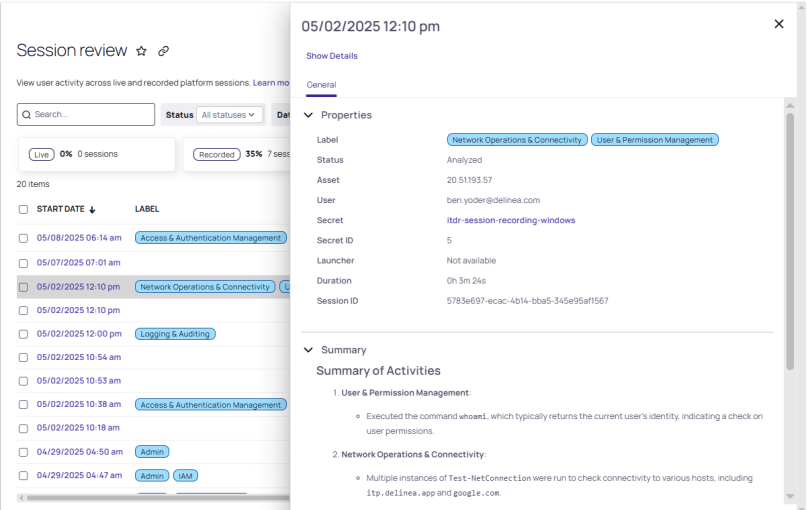 Session review
View user activity across live and recorded platform sessions. Learn mo
Search...
Status All statuses
Dat
Live 0% 0 sessions
Recorded 35% 7 sess
20 items
START DATE LABEL
05/08/2025 06:14 am Access & Authentication Management
05/07/2025 07:01 am
05/02/2025 12:10 pm Network Operations & Connectivity U
05/02/2025 12:10 pm
05/02/2025 12:00 pm Logging & Auditing
05/02/2025 10:54 am
05/02/2025 10:53 am
05/02/2025 10:38 am Access & Authentication Management
05/02/2025 10:18 am
04/29/2025 04:50 am Admin
04/29/2025 04:47 am Admin IAM
05/02/2025 12:10 pm
Show Details
General
Properties
Label Network Operations & Connectivity User & Permission Management
Status Analyzed
Asset 20.51.193.57
User ben.yoder@delinea.com
Secret itdr-session-recording-windows
Secret ID 5
Launcher Not available
Duration 0h 3m 24s
Session ID 5783e697-ecac-4b14-bba5-345e95af1567
Summary
Summary of Activities
1. User & Permission Management:
Executed the command whoami, which typically returns the current user's identity, indicating a check on
user permissions.
2. Network Operations & Connectivity:
Multiple instances of Test-NetConnection were run to check connectivity to various hosts, including
itp.delinea.app and google.com.